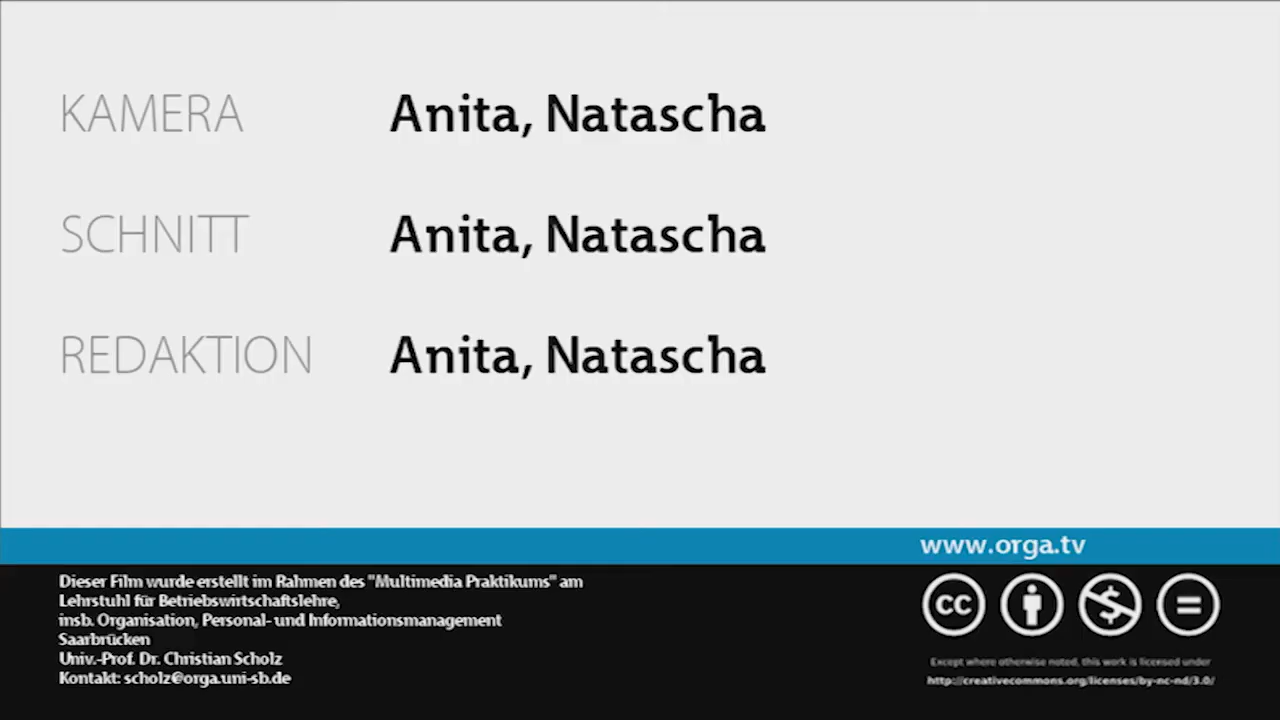 KAMERA Anita, Natascha
SCHNITT Anita, Natascha
REDAKTION Anita, Natascha
www.orga.tv
Dieser Film wurde erstellt im Rahmen des "Multimedia Praktikums" am
Lehrstuhl für Betriebswirtschaftslehre,
insb. Organisation, Personal- und Informationsmanagement
Saarbrücken
Univ.-Prof. Dr. Christian Scholz
Kontakt: scholz@orga.uni-sb.de
cc
Except where otherwise noted, this work is licensed under
http://creativecommons.org/licenses/by-nc-nd/3.0/